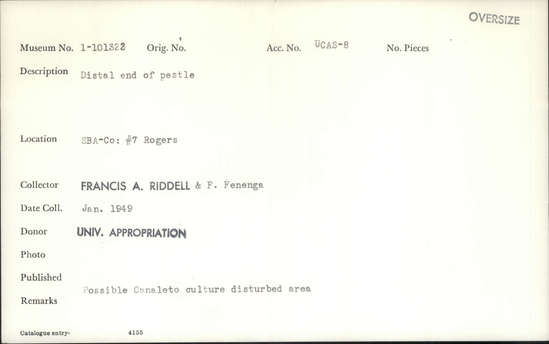 OVERSIZE
Museum No. 1-101322 Orig. No. Acc. No. UCAS-8 No. Pieces
Description Distal end of pestle
Location SBA-Co: #7 Rogers
Collector FRANCIS A. RIDDELL & F. Fenenga
Date Coll. Jan. 1949
Donor UNIV. APPROPRIATION
Photo
Published
Possible Canaleto culture disturbed area
Remarks
Catalogue entry- 4155